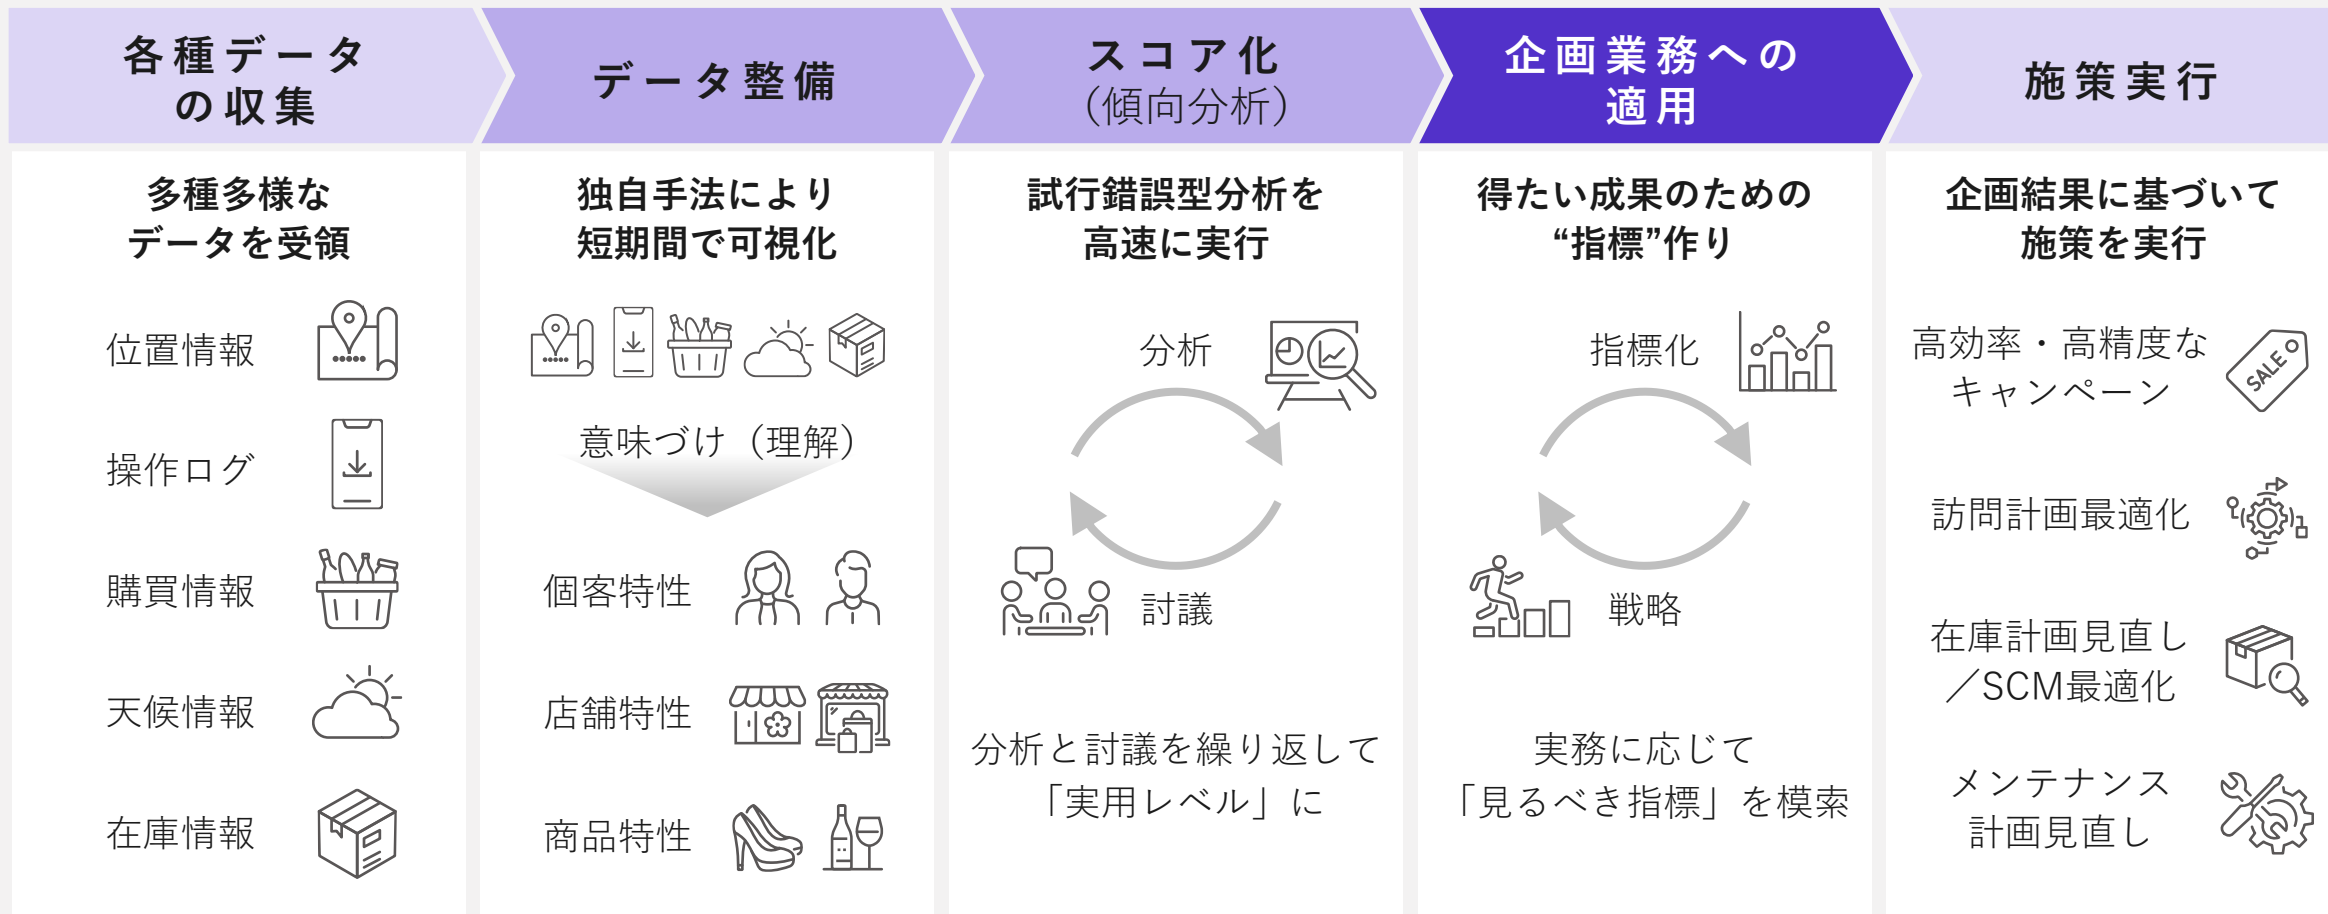 各種データ
の収集
データ整備
スコア化
（傾向分析）
企画業務への
適用
施策実行
多種多様な
データを受領
位置情報
操作ログ
購買情報
天候情報
在庫情報
独自手法により
短期間で可視化
意味づけ（理解）
個客特性
店舗特性
商品特性
試行錯誤型分析を
高速に実行
分析
討議
分析と討議を繰り返して
「実用レベル」に
得たい成果のための
“指標”作り
指標化
戦略
実務に応じて
「見るべき指標」を模索
企画結果に基づいて
施策を実行
高効率・高精度な
キャンペーン
SALE
訪問計画最適化
在庫計画見直し
／SCM最適化
メンテナンス
計画見直し